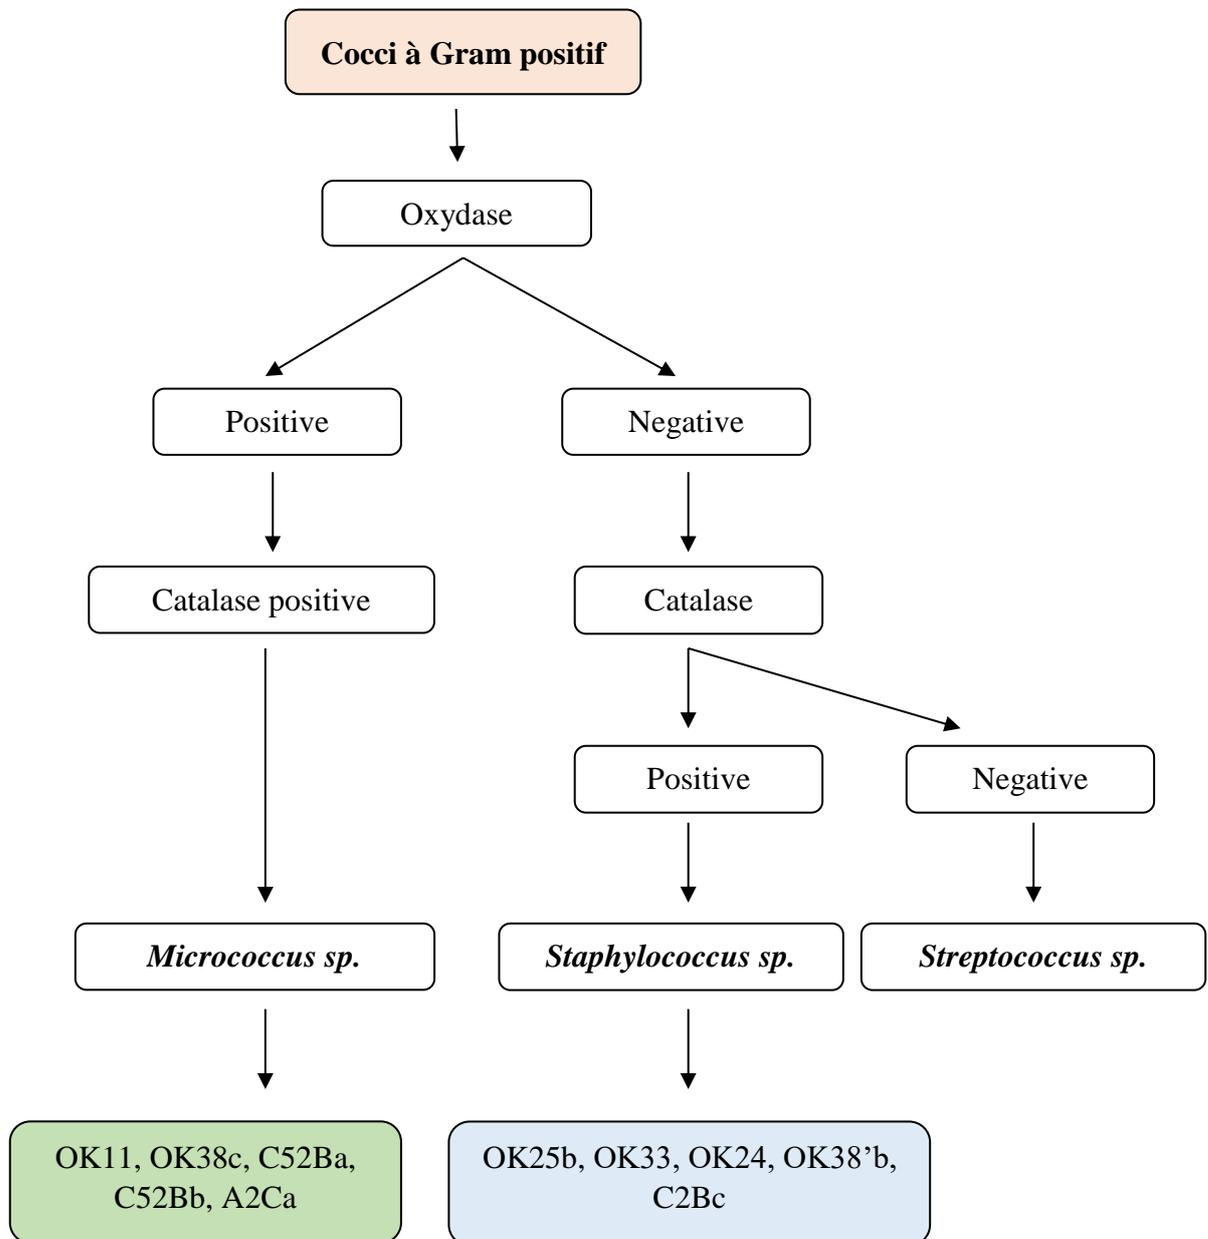 Cocci à Gram positif
Oxydase
Positive
Negative
Catalase positive
Catalase
Positive
Negative
Micrococcus sp.
Staphylococcus sp.
Streptococcus sp.
OK11, OK38c, C52Ba,
C52Bb, A2Ca
OK25b, OK33, OK24, OK38’b,
C2Bc